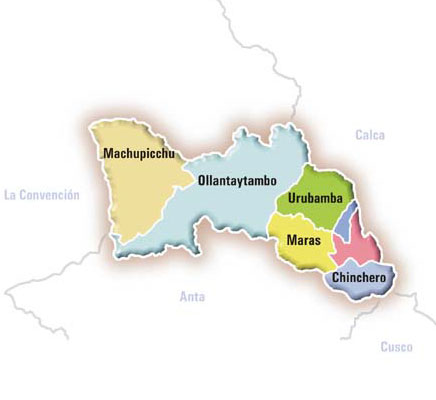 Calca
Machupicchu
Ollantaytambo
La Convención
Urubamba
Maras
Chinchero
Anta
Cusco